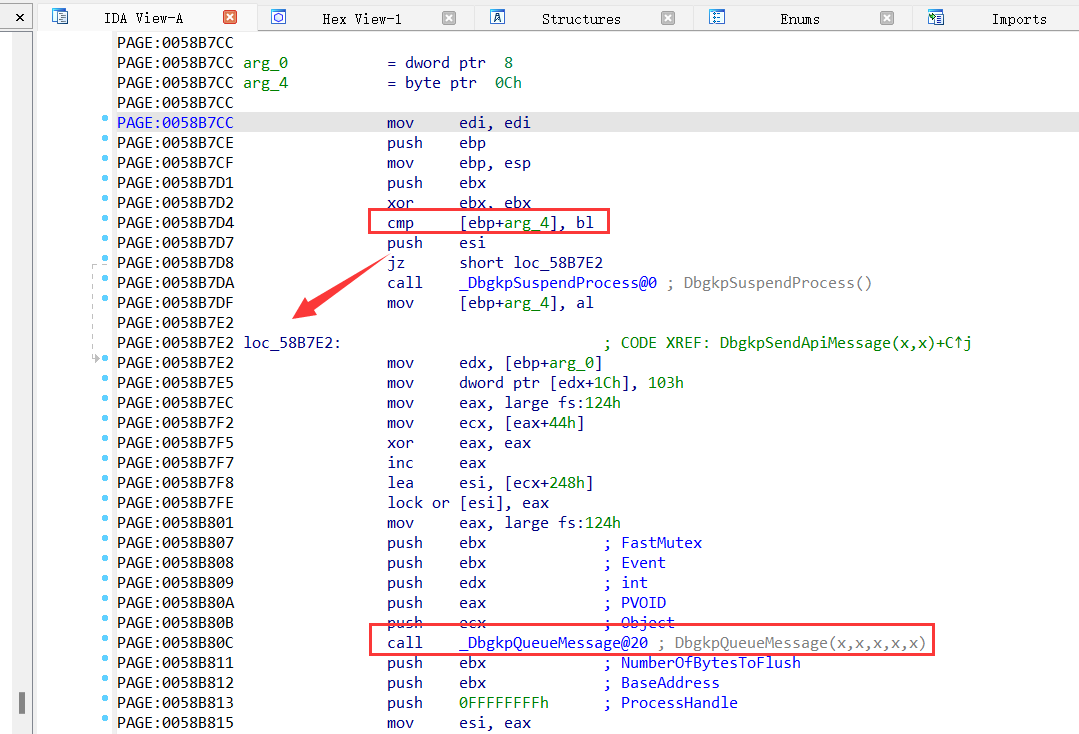 IDA View-A Hex View-1 Structures Enums Imports
PAGE:0058B7CC
PAGE:0058B7CC arg_0 = dword ptr 8
PAGE:0058B7CC arg_4 = byte ptr 0Ch
PAGE:0058B7CC
PAGE:0058B7CC mov edi, edi
PAGE:0058B7CE push ebp
PAGE:0058B7CF mov ebp, esp
PAGE:0058B7D1 push ebx
PAGE:0058B7D2 xor ebx, ebx
PAGE:0058B7D4 cmp [ebp+arg_4], bl
PAGE:0058B7D7 push esi
PAGE:0058B7D8 jz short loc_58B7E2
PAGE:0058B7DA call _DbgkpSuspendProcess@0 ; DbgkpSuspendProcess()
PAGE:0058B7DF mov [ebp+arg_4], al
PAGE:0058B7E2
PAGE:0058B7E2 loc_58B7E2: ; CODE XREF: DbgkpSendApiMessage(x,x)+C↑j
PAGE:0058B7E2 mov edx, [ebp+arg_0]
PAGE:0058B7E5 mov dword ptr [edx+1Ch], 103h
PAGE:0058B7EC mov eax, large fs:124h
PAGE:0058B7F2 mov ecx, [eax+44h]
PAGE:0058B7F5 xor eax, eax
PAGE:0058B7F7 inc eax
PAGE:0058B7F8 lea esi, [ecx+248h]
PAGE:0058B7FE lock or [esi], eax
PAGE:0058B801 mov eax, large fs:124h
PAGE:0058B807 push ebx ; FastMutex
PAGE:0058B808 push ebx ; Event
PAGE:0058B809 push edx ; int
PAGE:0058B80A push eax ; PVOID
PAGE:0058B80B push ecx ; Object
PAGE:0058B80C call _DbgkpQueueMessage@20 ; DbgkpQueueMessage(x,x,x,x,x)
PAGE:0058B811 push ebx ; NumberOfBytesToFlush
PAGE:0058B812 push ebx ; BaseAddress
PAGE:0058B813 push 0FFFFFFFFh ; ProcessHandle
PAGE:0058B815 mov esi, eax